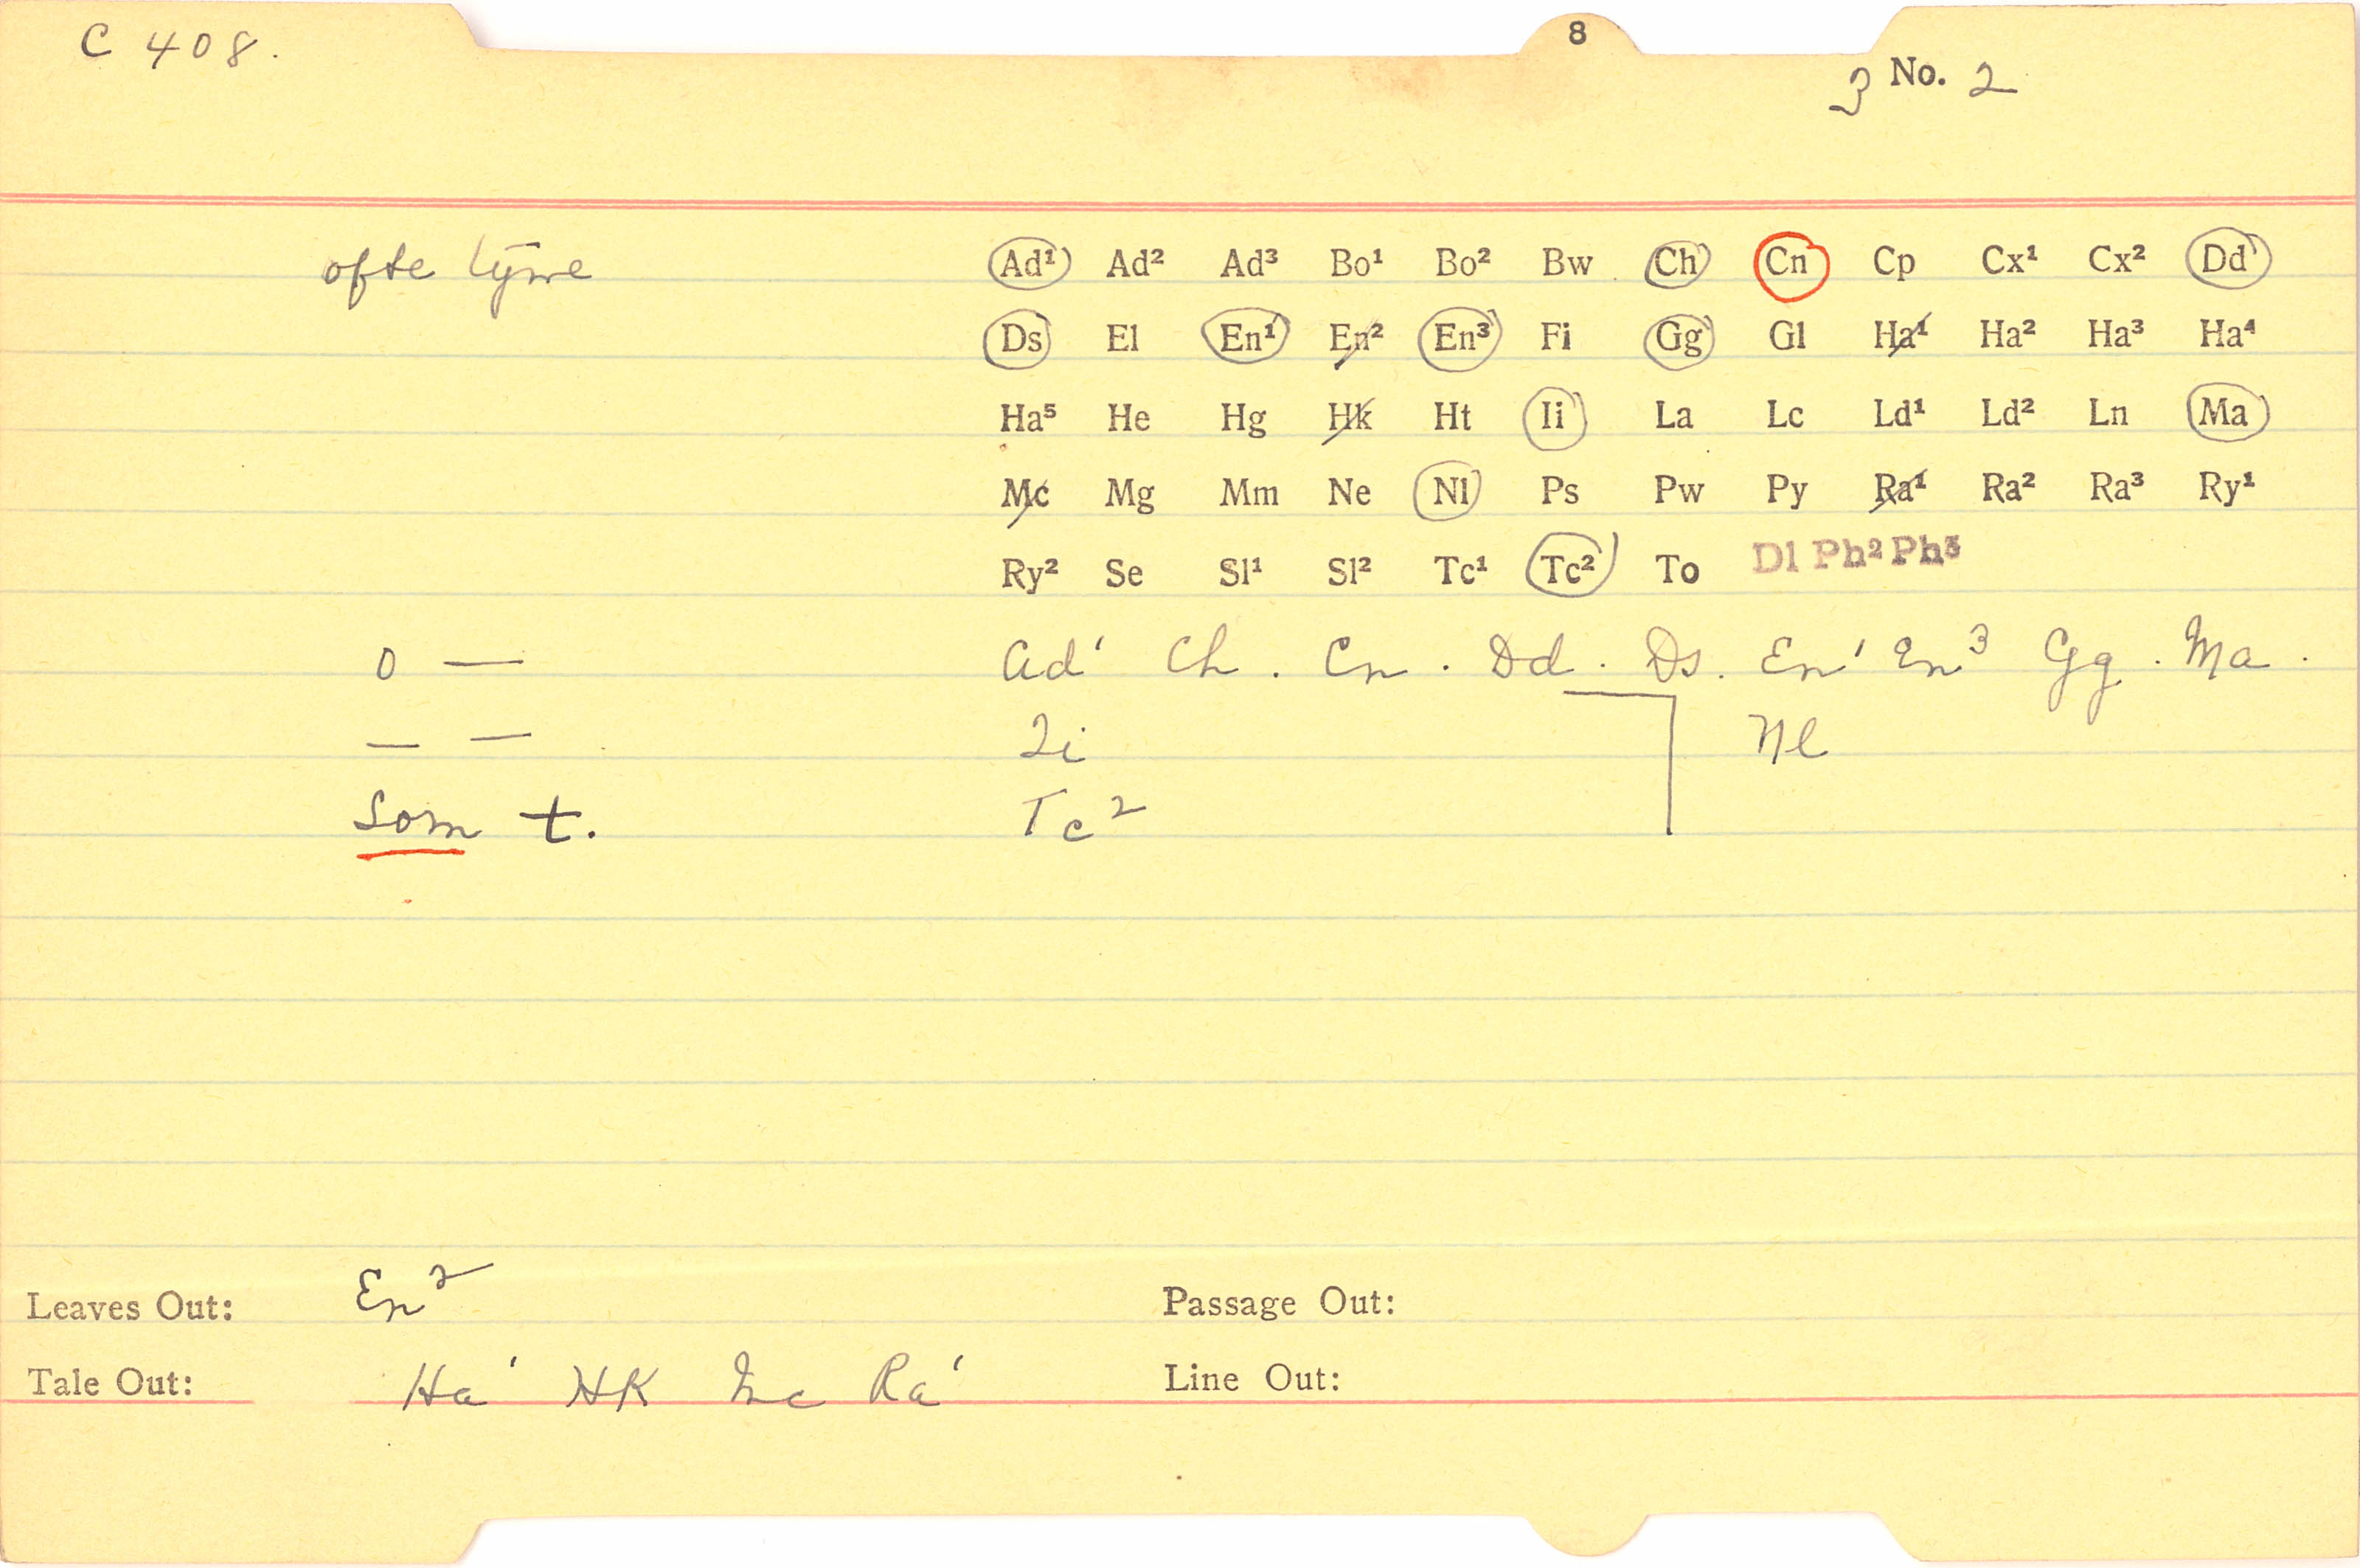 C 408.
8
3 No. 2
ofte tyme Ad¹ Ad² Ad³ Bo¹ Bo² Bw Ch Cn Cp Cx¹ Cx² Dd
Ds El En¹ En² En³ Fi Gg Gl Ha¹ Ha² Ha³ Ha⁴
Ha⁵ He Hg Hk Ht Ii La Lc Ld¹ Ld² Ln Ma
Mc Mg Mm Ne Nl Ps Pw Py Ra¹ Ra² Ra³ Ry¹
Ry² Se Sl¹ Sl² Tc¹ Tc² To Dl Ph² Ph³
0 — Ad¹ Ch . Cn . Dd . Ds . En¹ En³ Gg . Ma .
— — Ii Nl
Som t. Tc²
Leaves Out: En² Passage Out:
Tale Out: Ha¹ HK Mc Ra¹ Line Out: